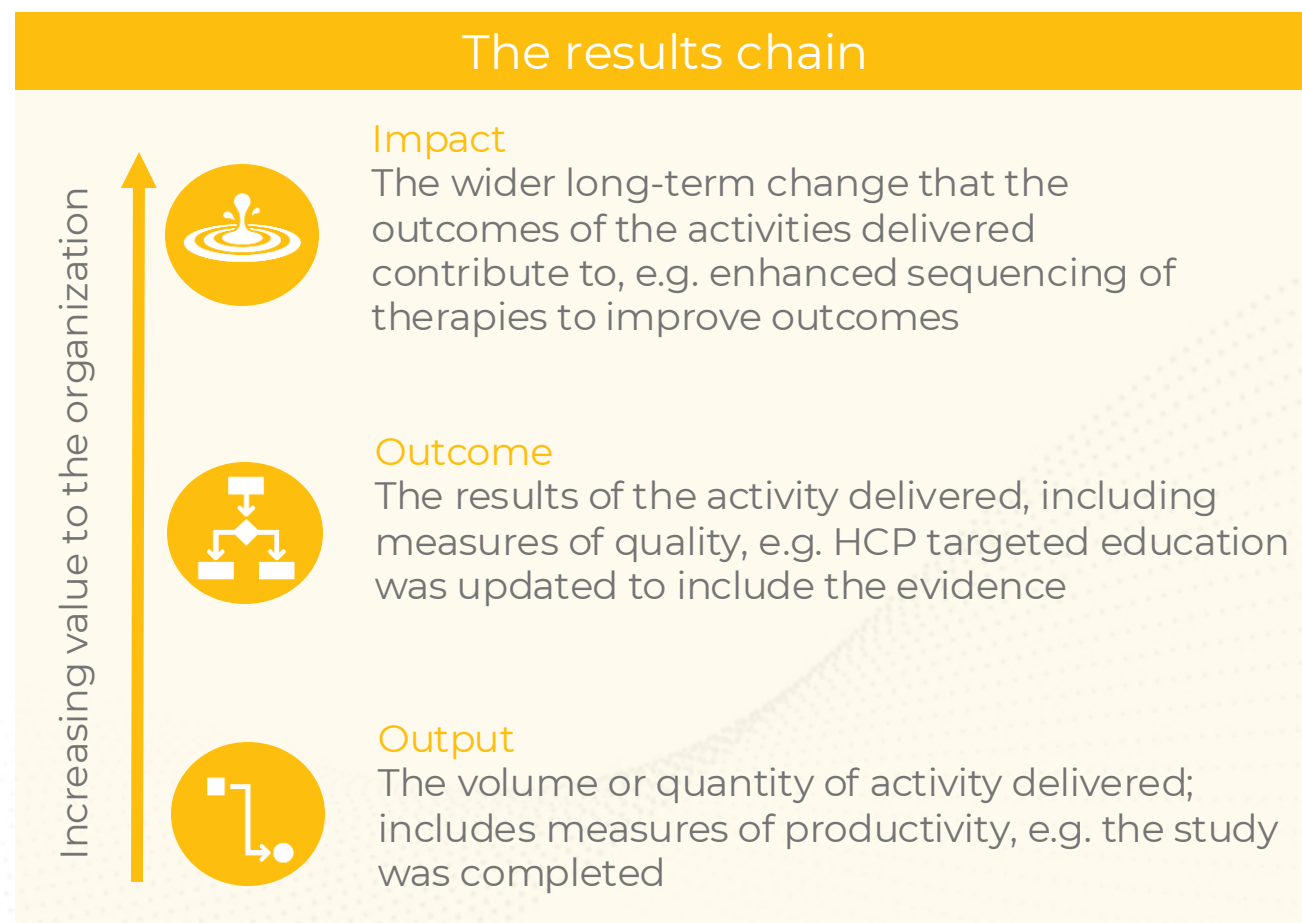 The results chain
Increasing value to the organization
Impact
The wider long-term change that the
outcomes of the activities delivered
contribute to, e.g. enhanced sequencing of
therapies to improve outcomes
Outcome
The results of the activity delivered, including
measures of quality, e.g. HCP targeted education
was updated to include the evidence
Output
The volume or quantity of activity delivered;
includes measures of productivity, e.g. the study
was completed